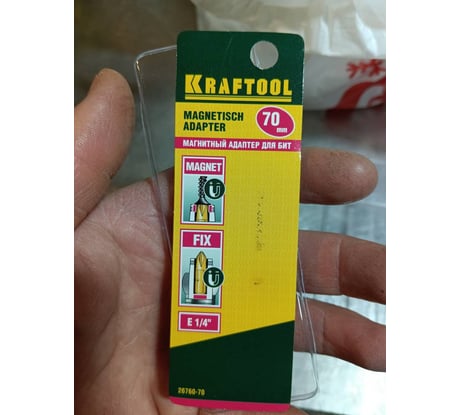 KRAFTOOL
MAGNETISCH
ADAPTER
70
mm
МАГНИТНЫЙ АДАПТЕР ДЛЯ БИТ
MAGNET
FIX
E 1/4"
26760-70